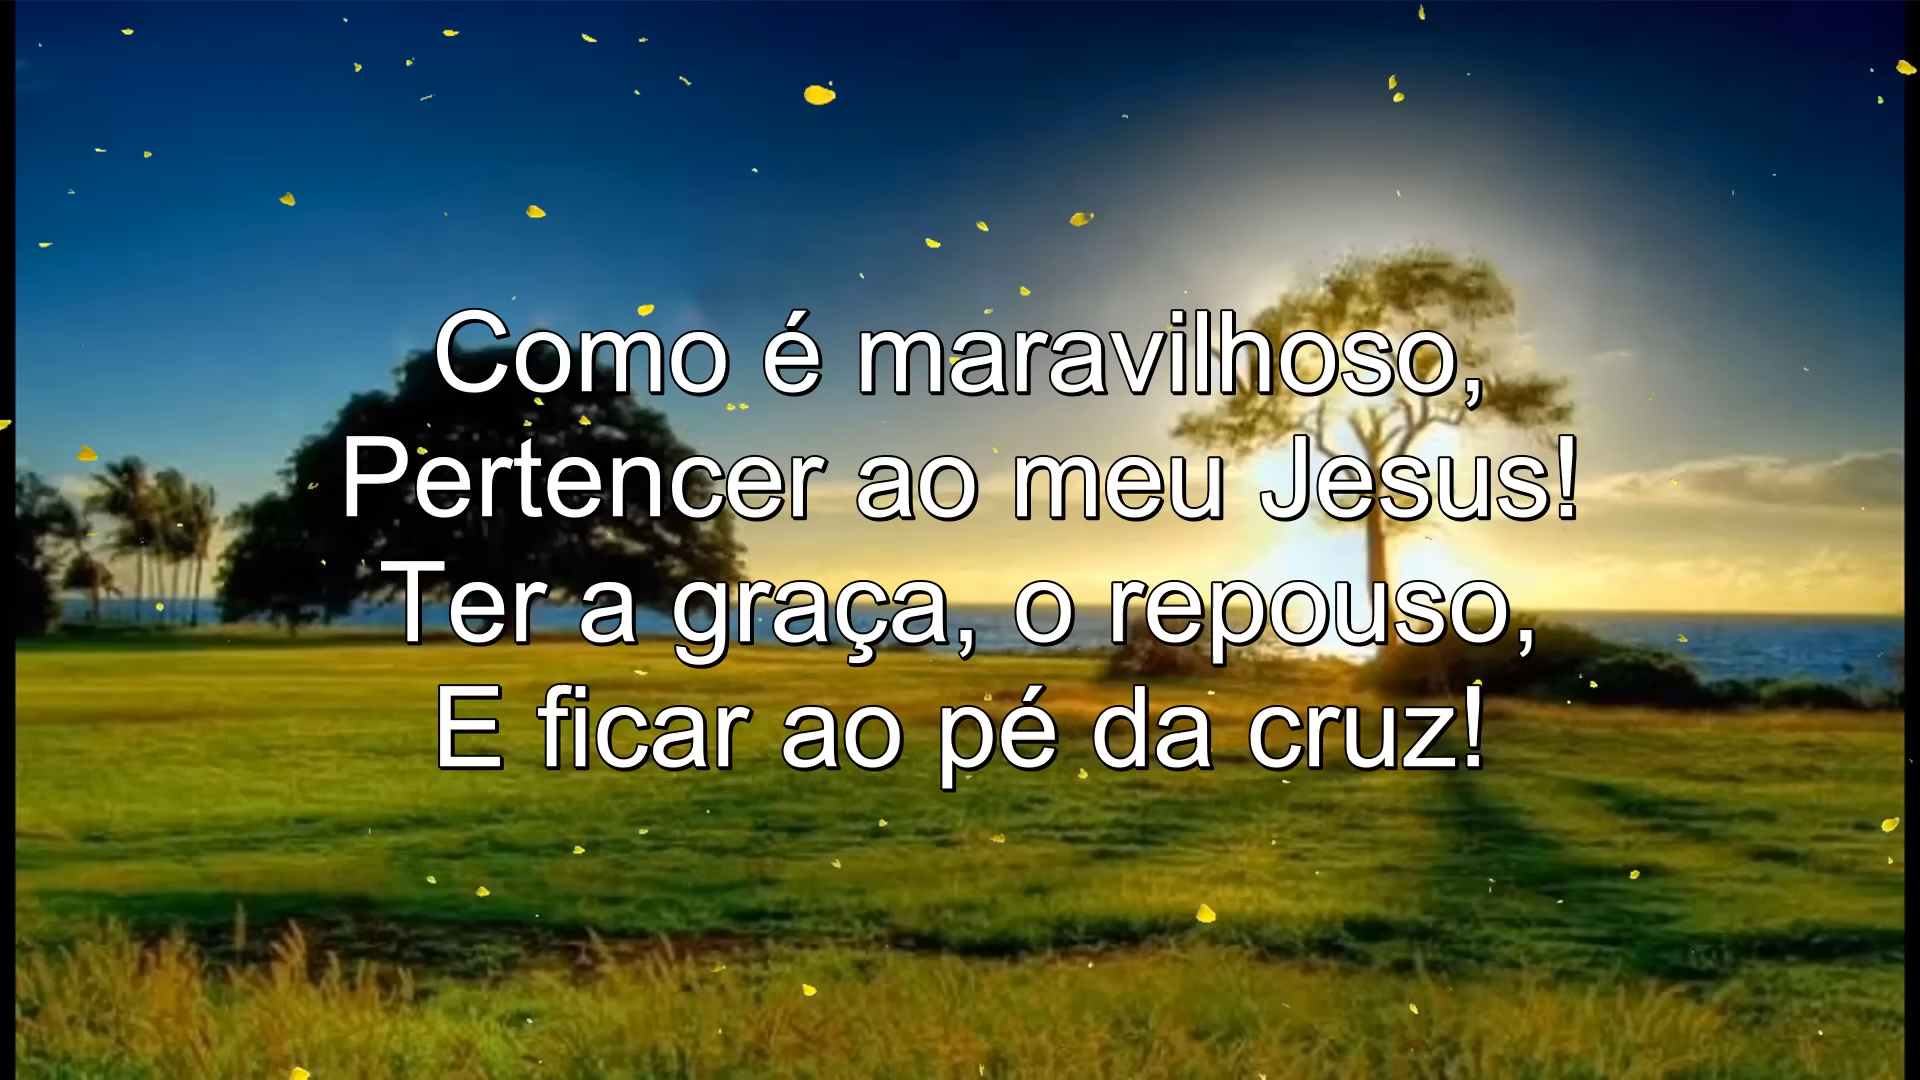 Como é maravilhoso,
Pertencer ao meu Jesus!
Ter a graça, o repouso,
E ficar ao pé da cruz!